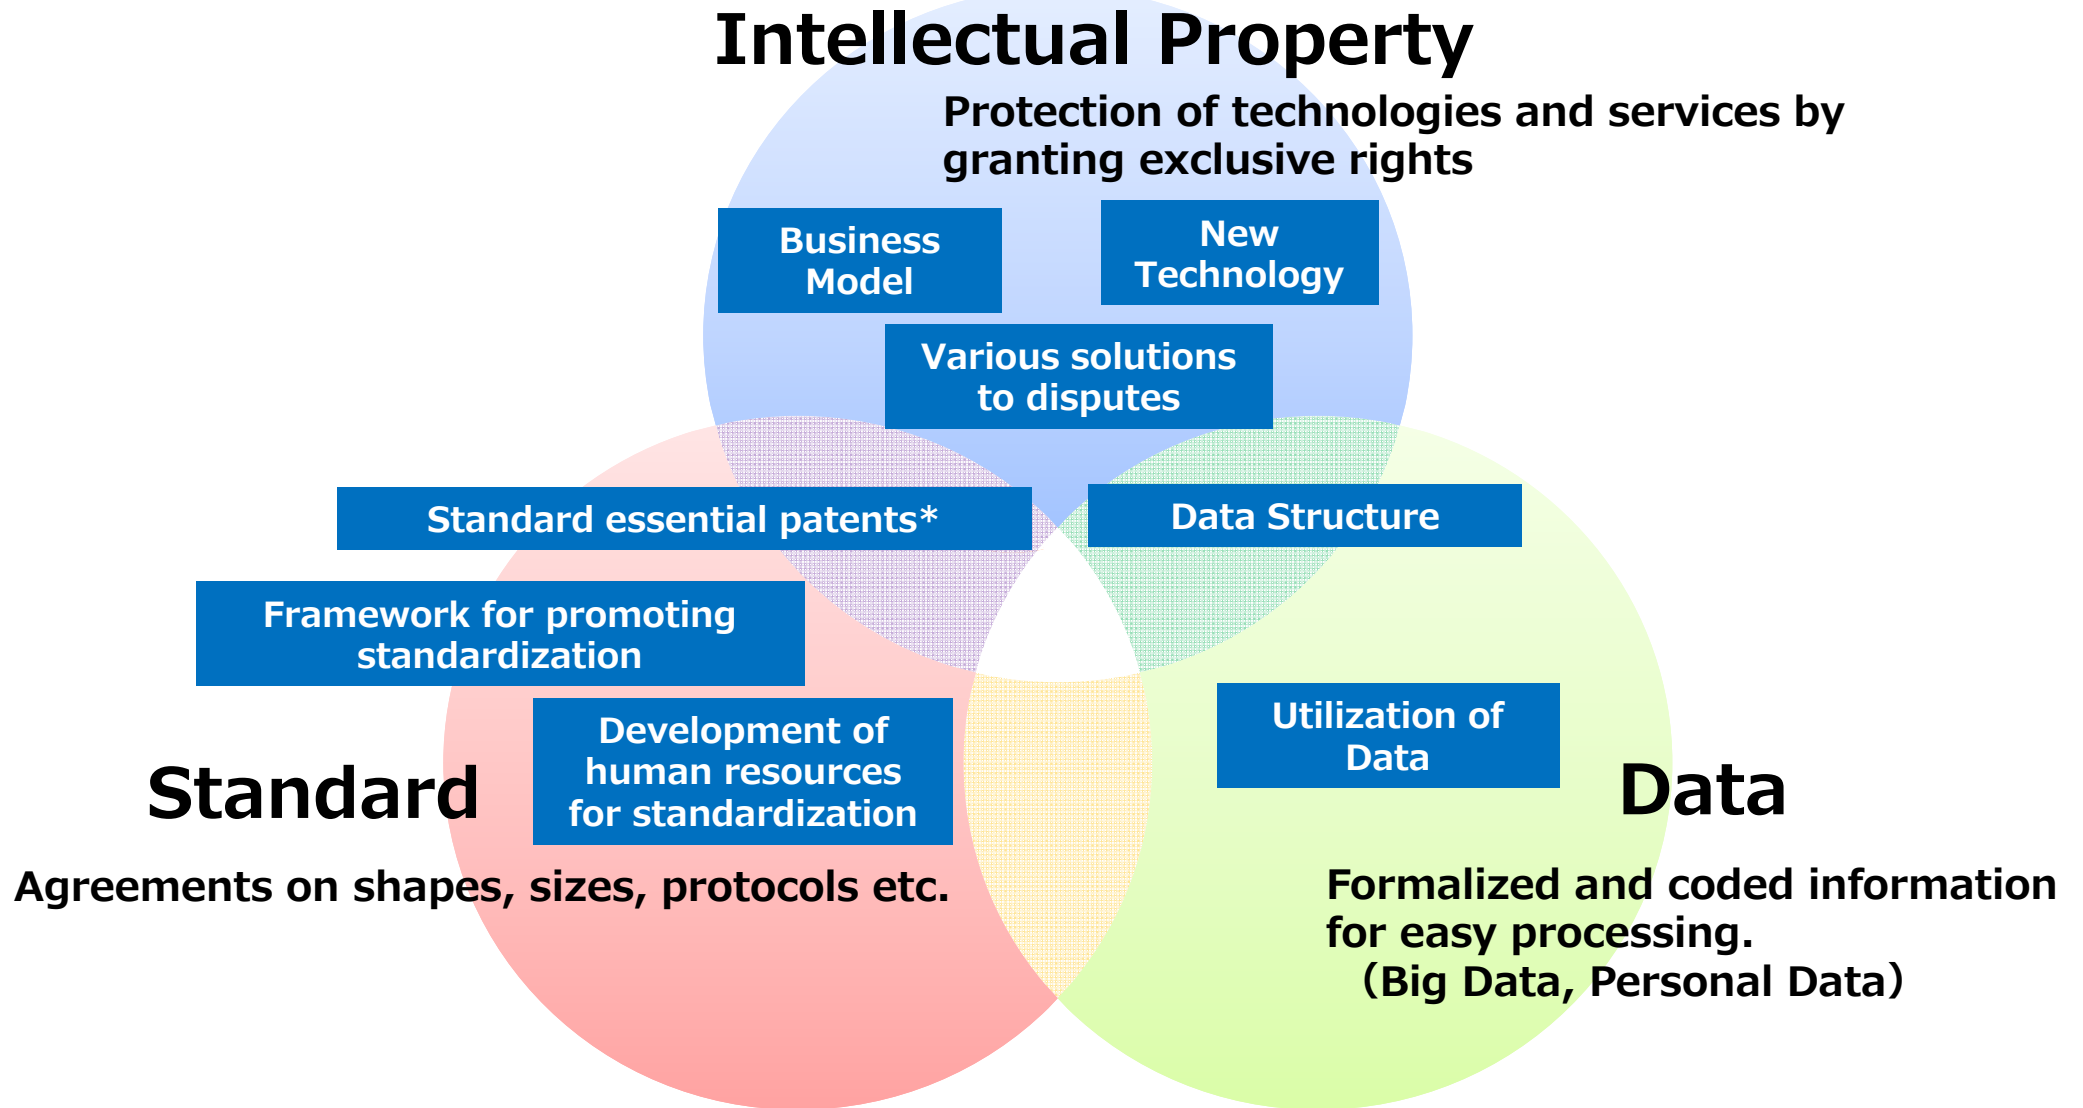 Intellectual Property
Protection of technologies and services by
granting exclusive rights
Business
Model
New
Technology
Various solutions
to disputes
Standard essential patents*
Data Structure
Framework for promoting
standardization
Development of
human resources
for standardization
Utilization of
Data
Standard
Agreements on shapes, sizes, protocols etc.
Data
Formalized and coded information
for easy processing.
（Big Data, Personal Data）